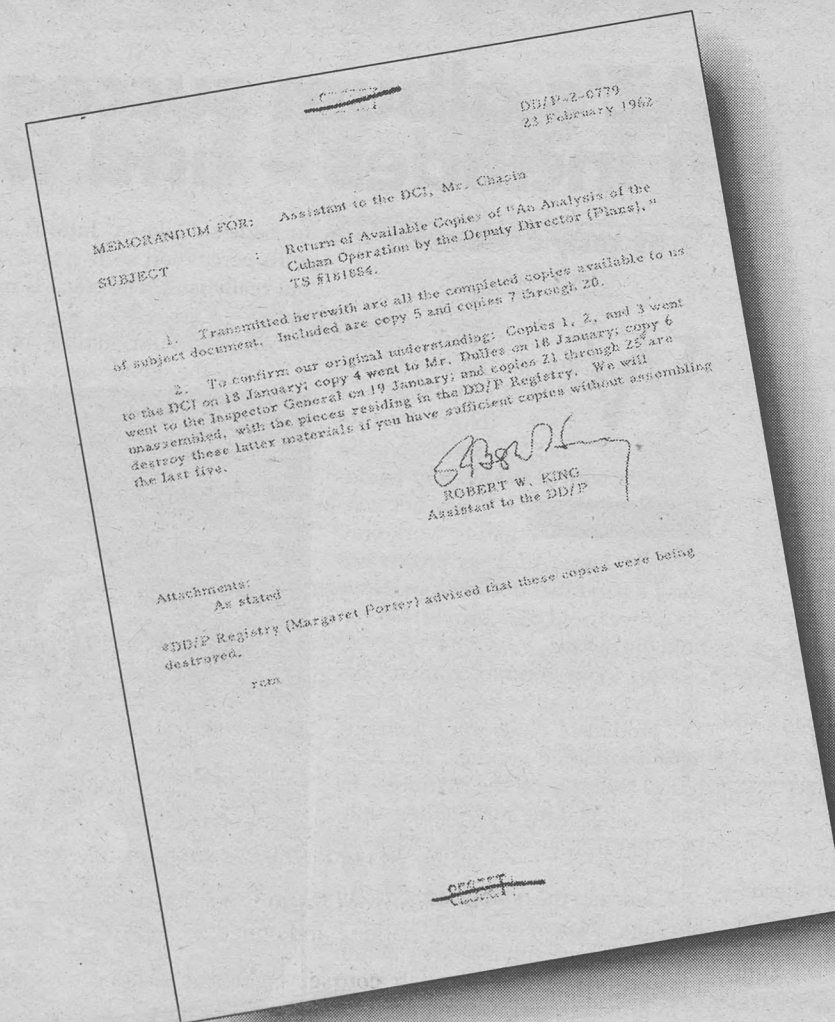 DD/P-2-0779
23 February 1962
MEMORANDUM FOR: Assistant to the DCI, Mr. Chapin
SUBJECT : Return of Available Copies of "An Analysis of the
Cuban Operation by the Deputy Director (Plans),"
TS #181884.
1. Transmitted herewith are all the completed copies available to us
of subject document. Included are copy 5 and copies 7 through 20.
2. To confirm our original understanding: Copies 1, 2, and 3 went
to the DCI on 18 January; copy 4 went to Mr. Dulles on 18 January; copy 6
went to the Inspector General on 19 January; and copies 21 through 25* are
unassembled, with the pieces residing in the DD/P Registry. We will
destroy these latter materials if you have sufficient copies without assembling
the last five.
ROBERT W. KING
Assistant to the DD/P
Attachments:
As stated
*DD/P Registry (Margaret Porter) advised that these copies were being
destroyed.
rcm
SECRET